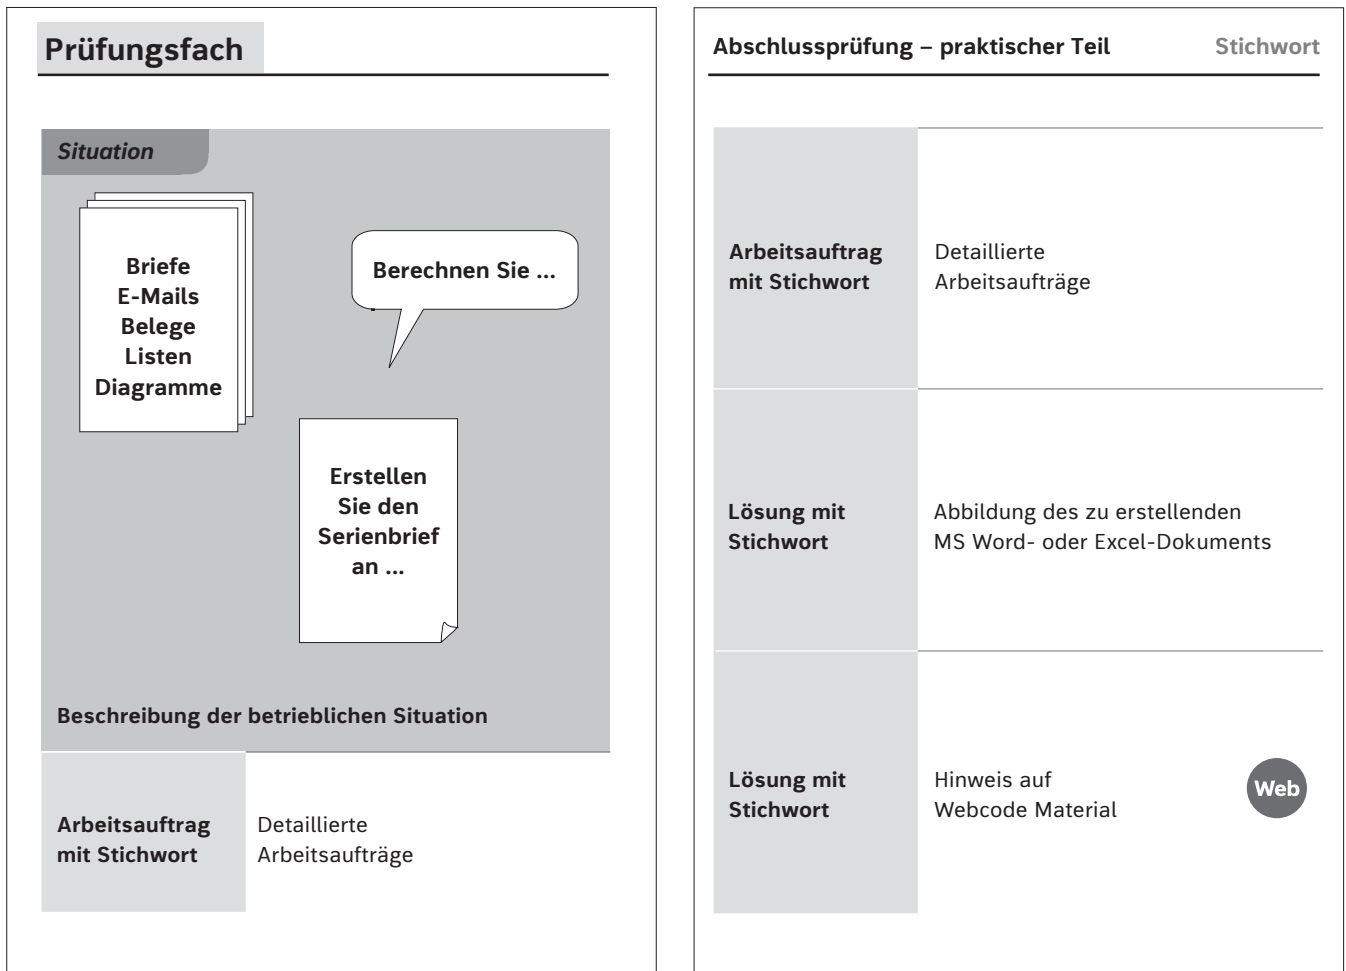 Prüfungsfach
Situation
Briefe
E-Mails
Belege
Listen
Diagramme
Berechnen Sie ...
Erstellen
Sie den
Serienbrief
an ...
Beschreibung der betrieblichen Situation
Arbeitsauftrag
mit Stichwort
Detaillierte
Arbeitsaufträge
Abschlussprüfung – praktischer Teil
Stichwort
Arbeitsauftrag
mit Stichwort
Detaillierte
Arbeitsaufträge
Lösung mit
Stichwort
Abbildung des zu erstellenden
MS Word- oder Excel-Dokuments
Lösung mit
Stichwort
Hinweis auf
Webcode Material
Web